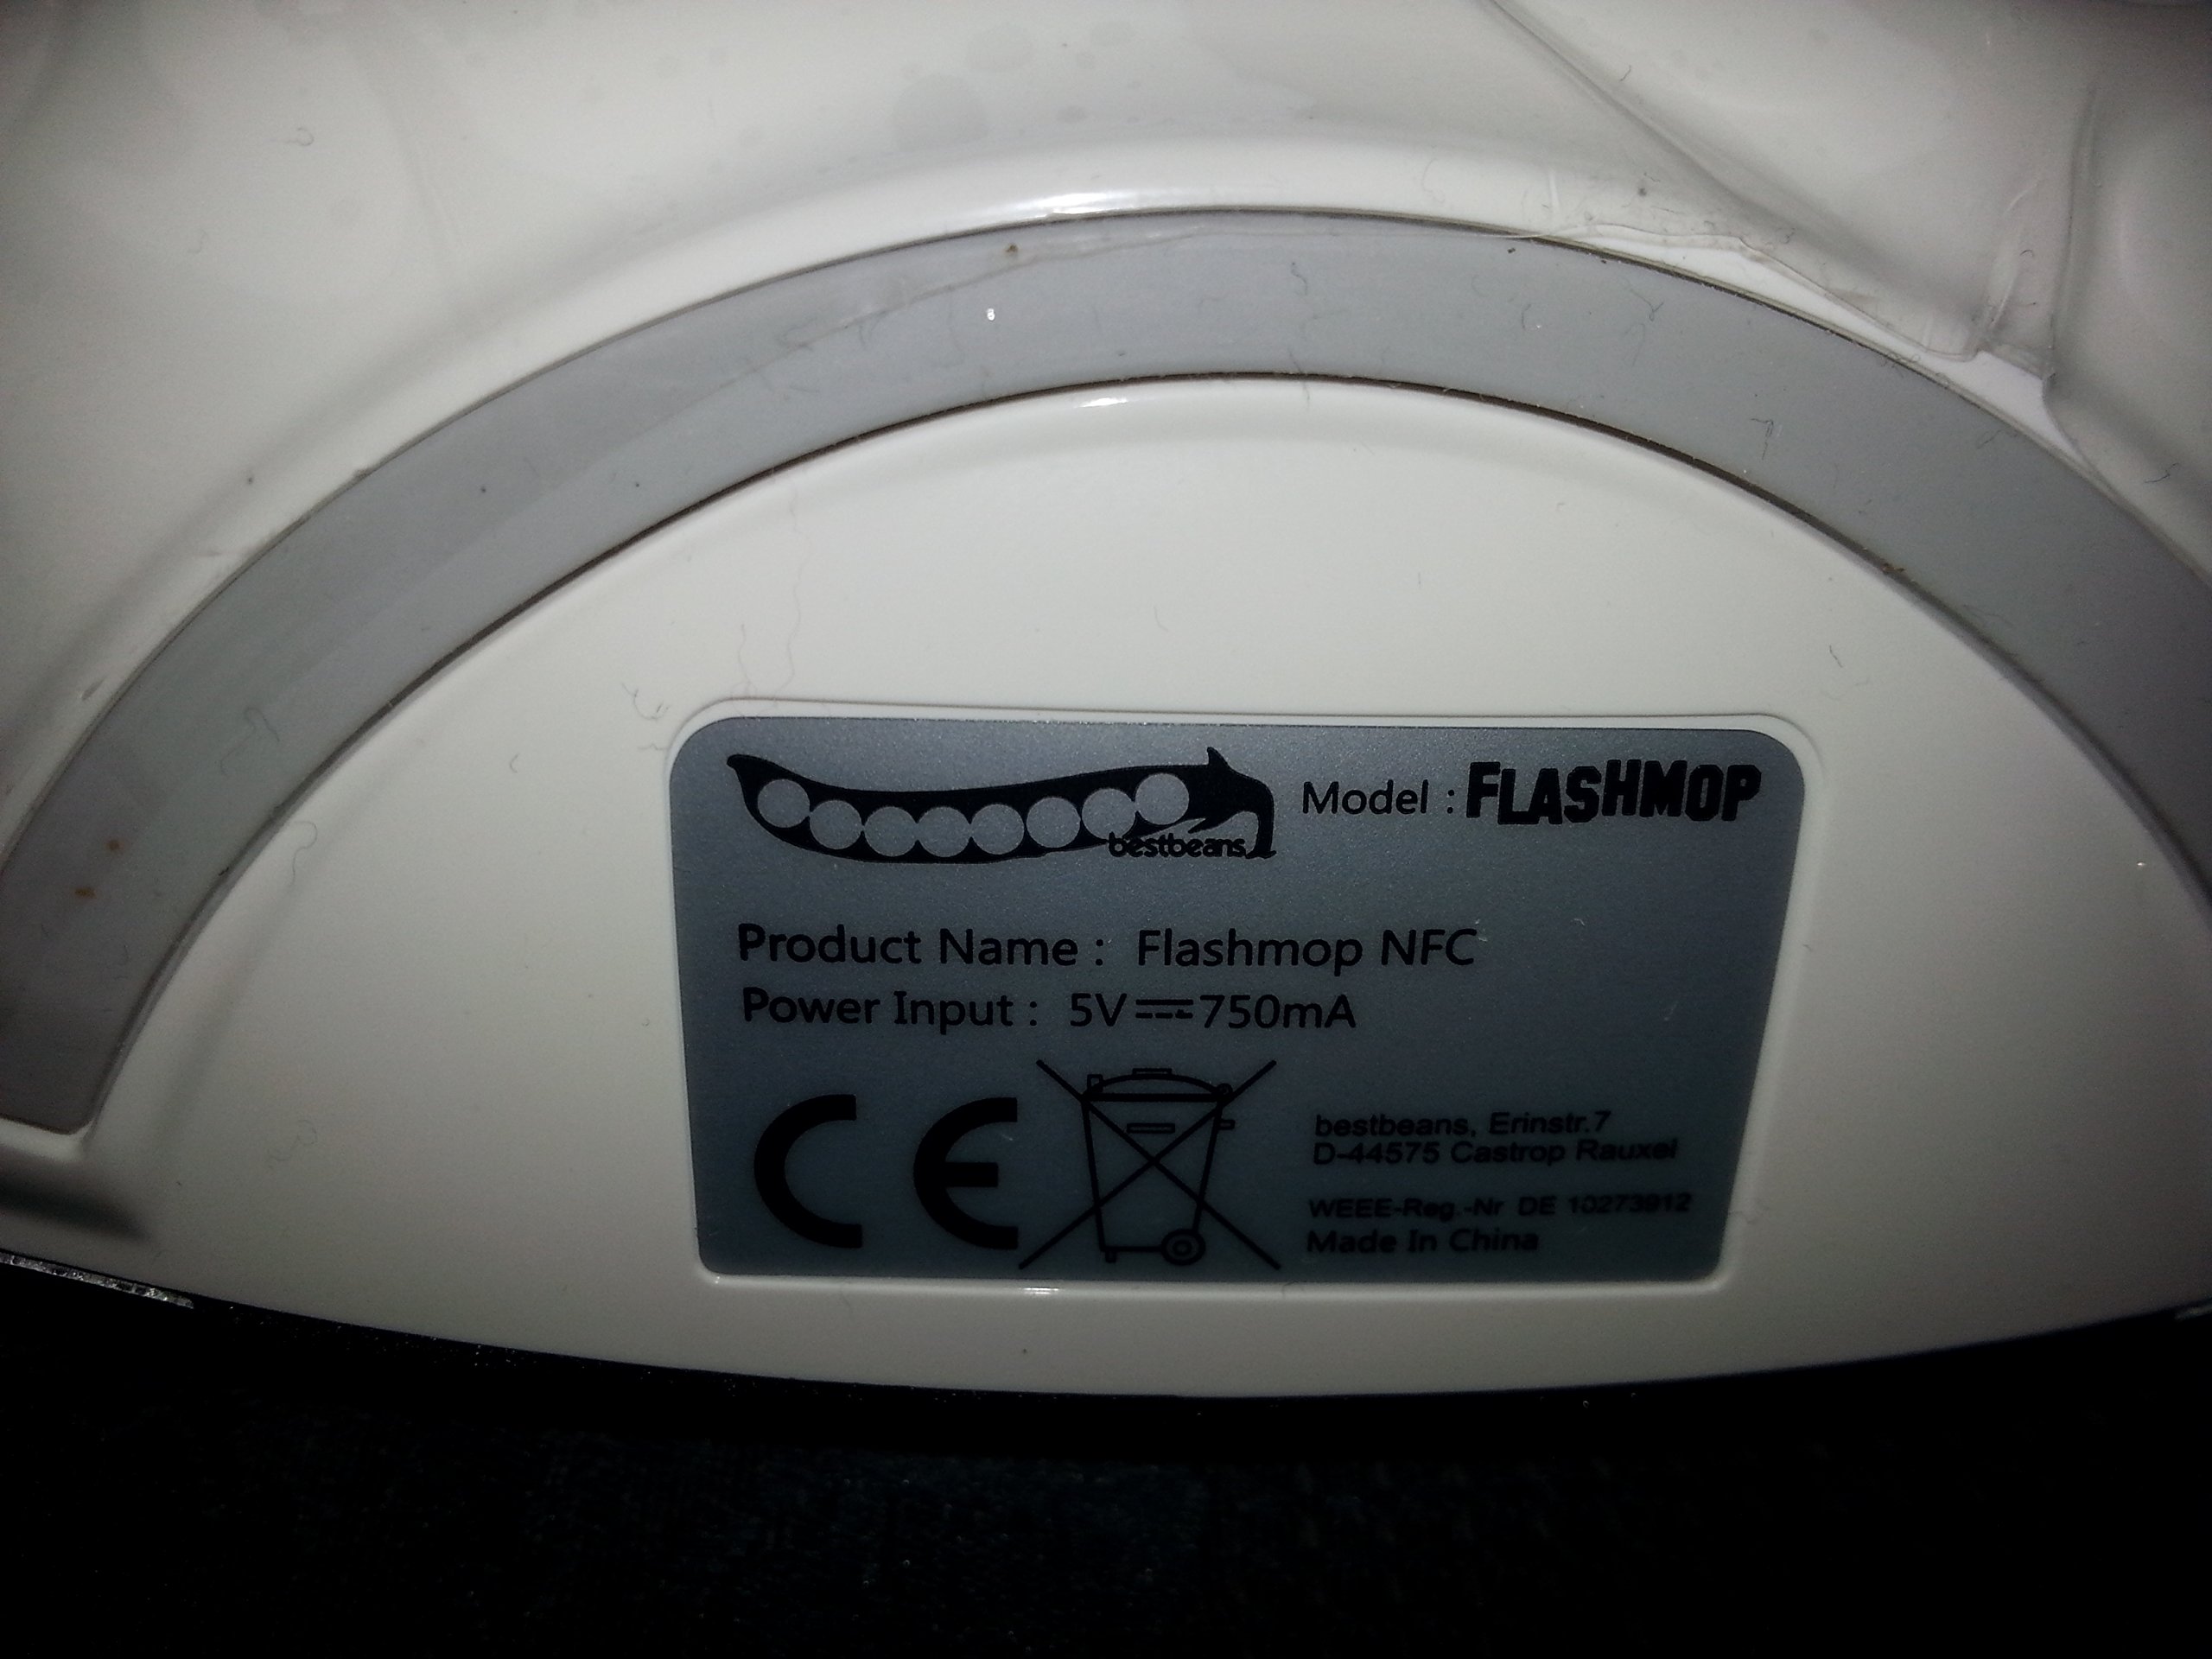 bestbeans
Model : FLASHMOP
Product Name : Flashmop NFC
Power Input : 5V⎓750mA
CE
bestbeans, Erinstr.7
D-44575 Castrop Rauxel
WEEE-Reg.-Nr DE 10273912
Made In China